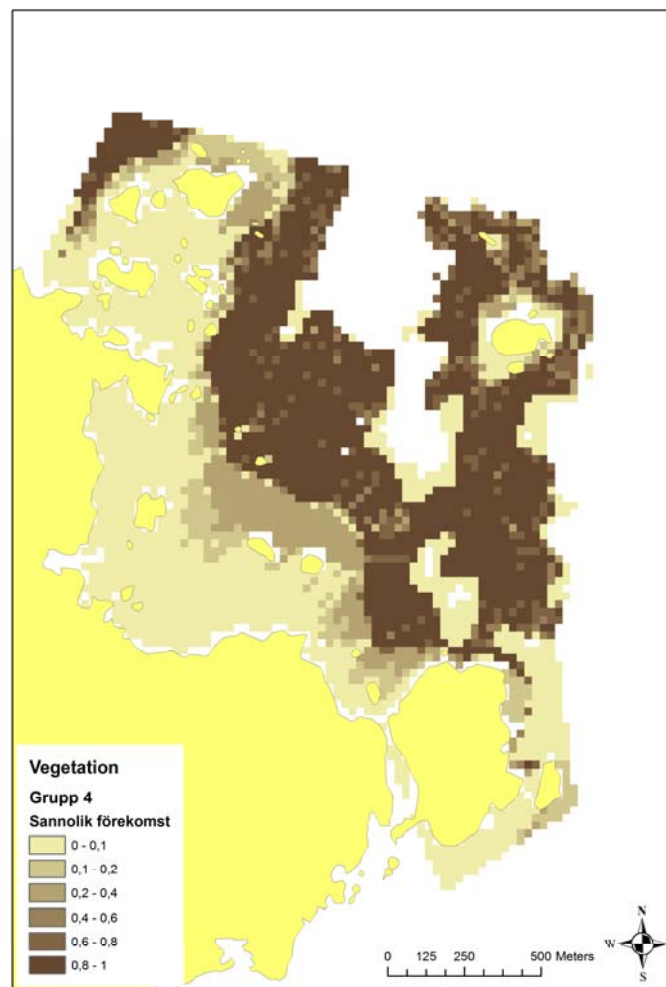 Vegetation
Grupp 4
Sannolik förekomst
0 - 0,1
0,1 - 0,2
0,2 - 0,4
0,4 - 0,6
0,6 - 0,8
0,8 - 1
0 125 250 500 Meters
N
W E
S